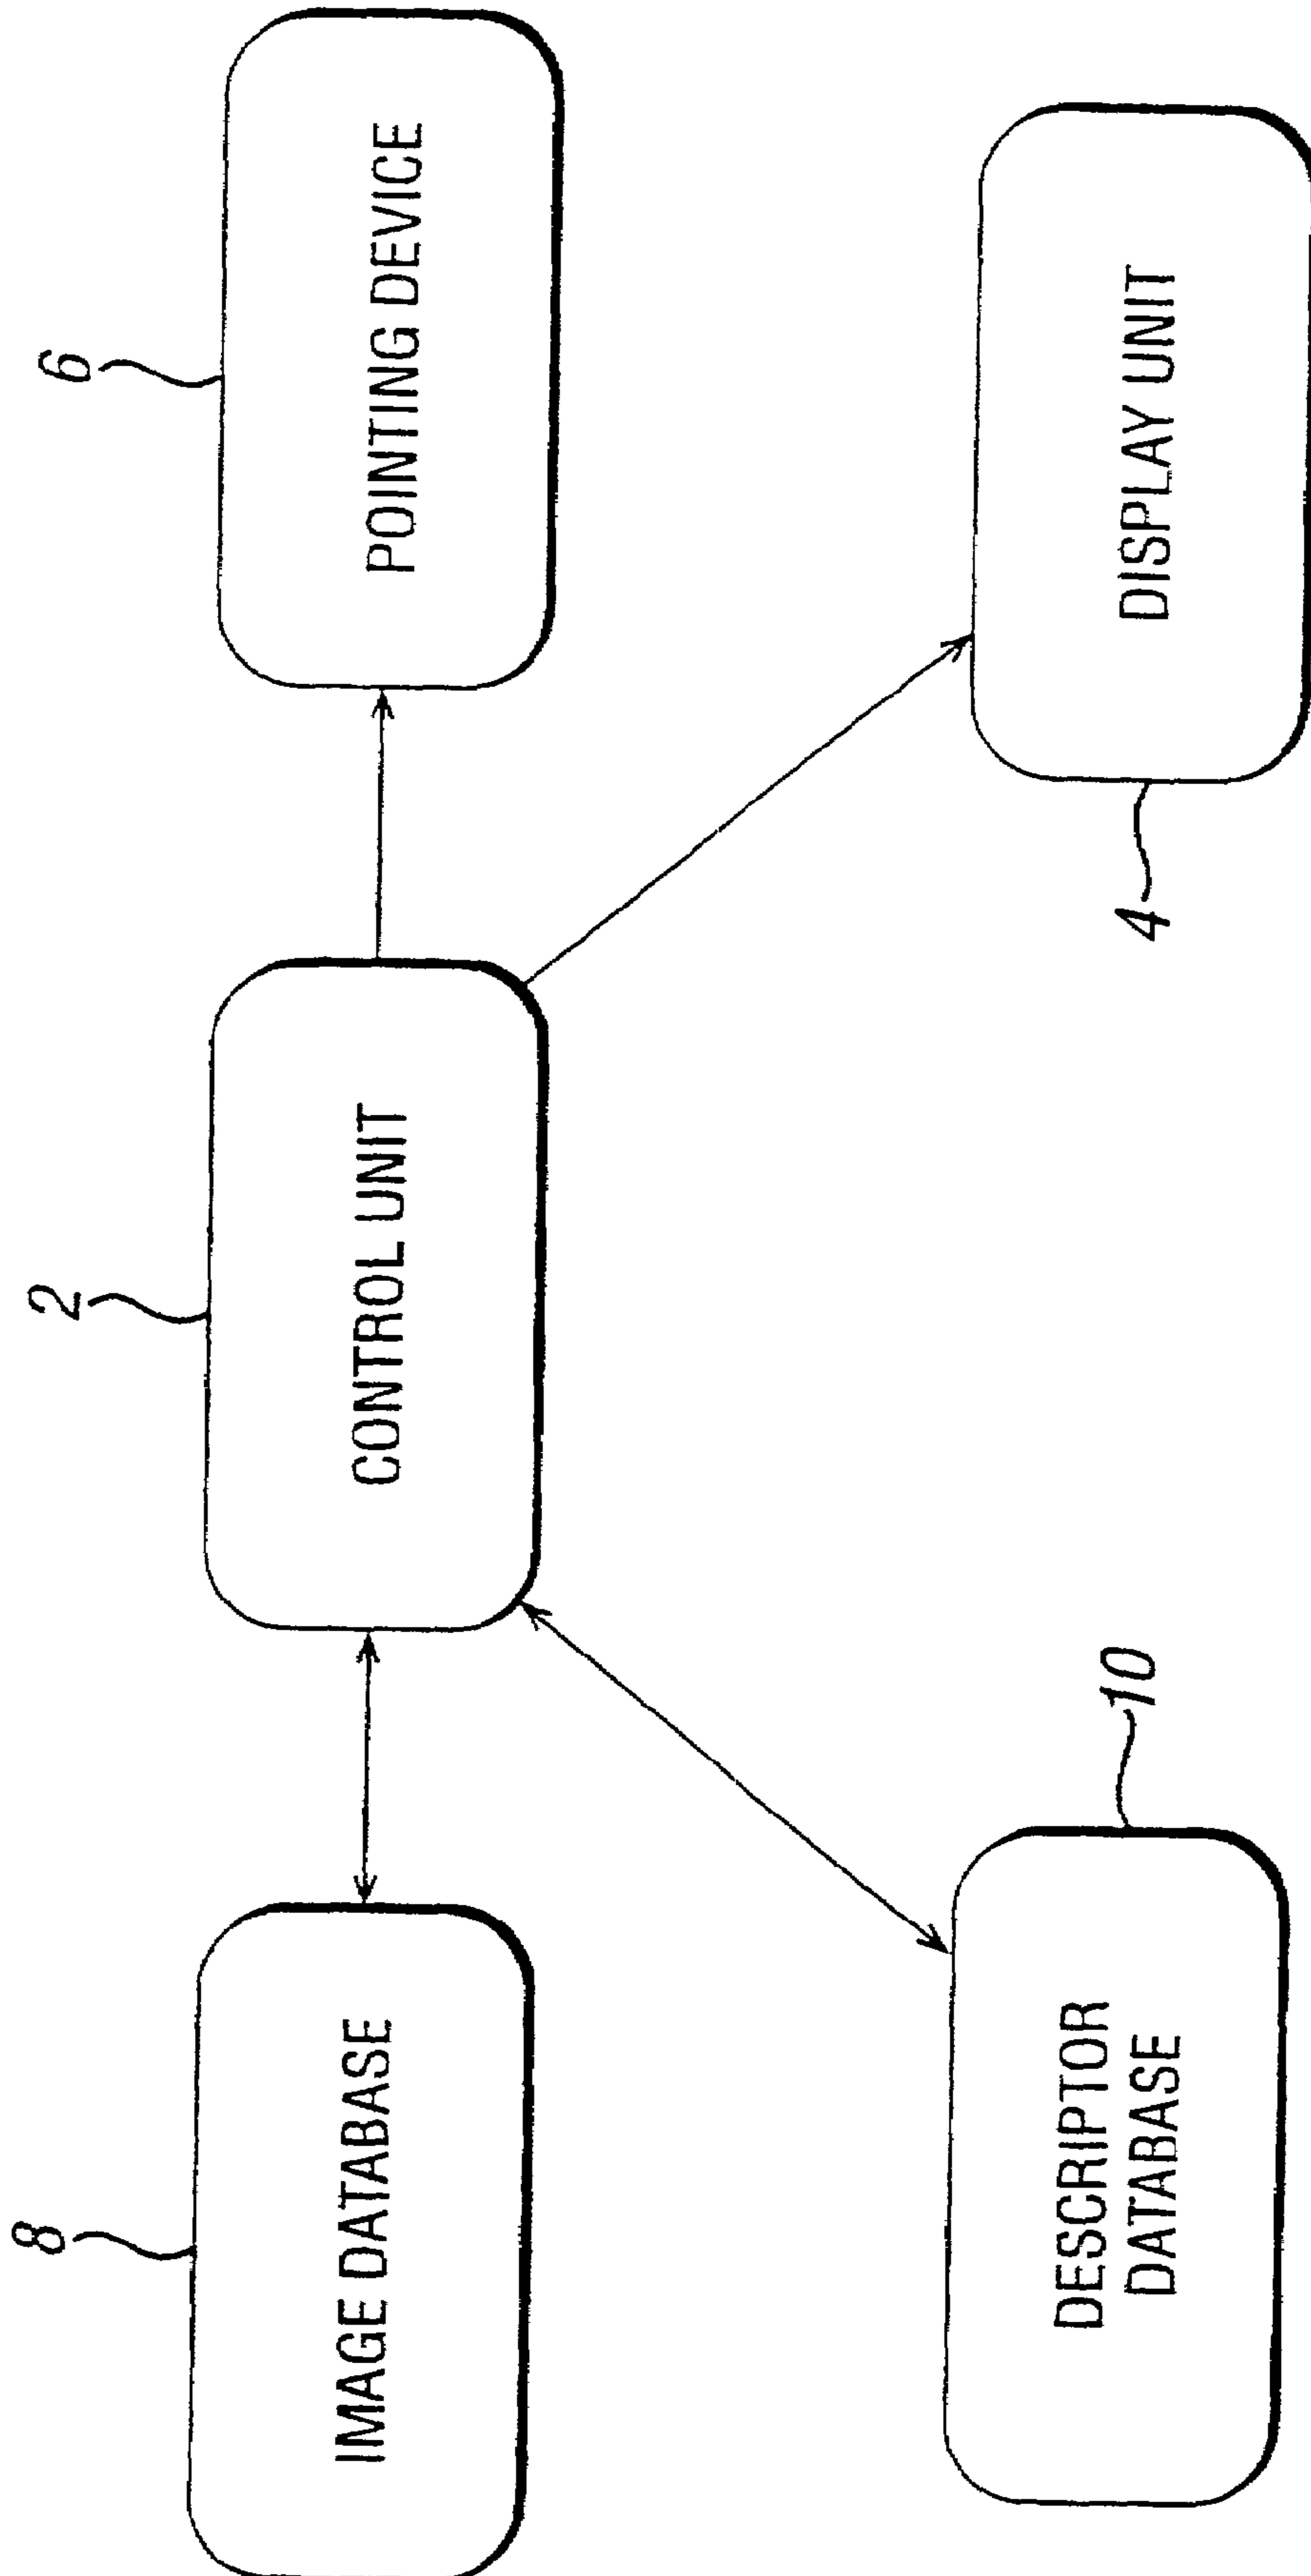 8
2
6
IMAGE DATABASE
CONTROL UNIT
POINTING DEVICE
10
4
DESCRIPTOR
DATABASE
DISPLAY UNIT